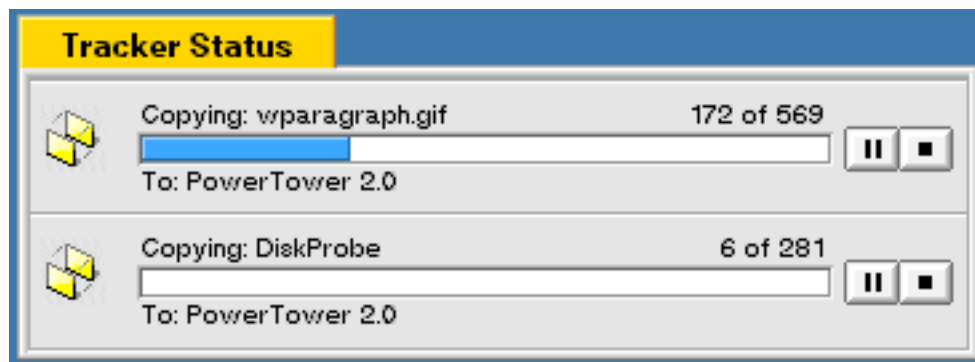 Tracker Status
Copying: wparagraph.gif 172 of 569
To: PowerTower 2.0
Copying: DiskProbe 6 of 281
To: PowerTower 2.0